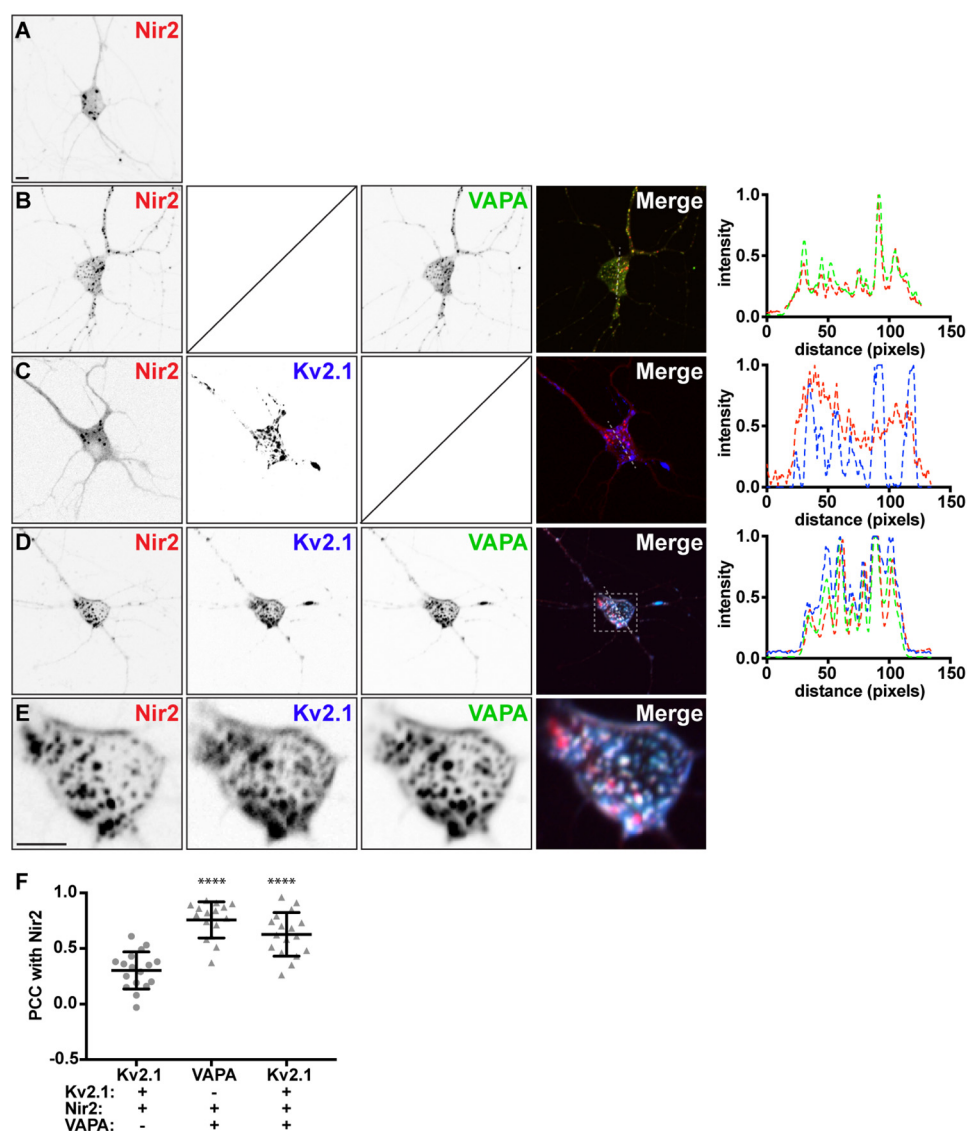 A Nir2
B Nir2 VAPA Merge
intensity
1.0
0.5
0.0
0 50 100 150
distance (pixels)
C Nir2 Kv2.1 Merge
intensity
1.0
0.5
0.0
0 50 100 150
distance (pixels)
D Nir2 Kv2.1 VAPA Merge
intensity
1.0
0.5
0.0
0 50 100 150
distance (pixels)
E Nir2 Kv2.1 VAPA Merge
F
PCC with Nir2
**** ****
1.0
0.5
0.0
-0.5
Kv2.1 VAPA Kv2.1
Kv2.1: + - +
Nir2: + + +
VAPA: - + +